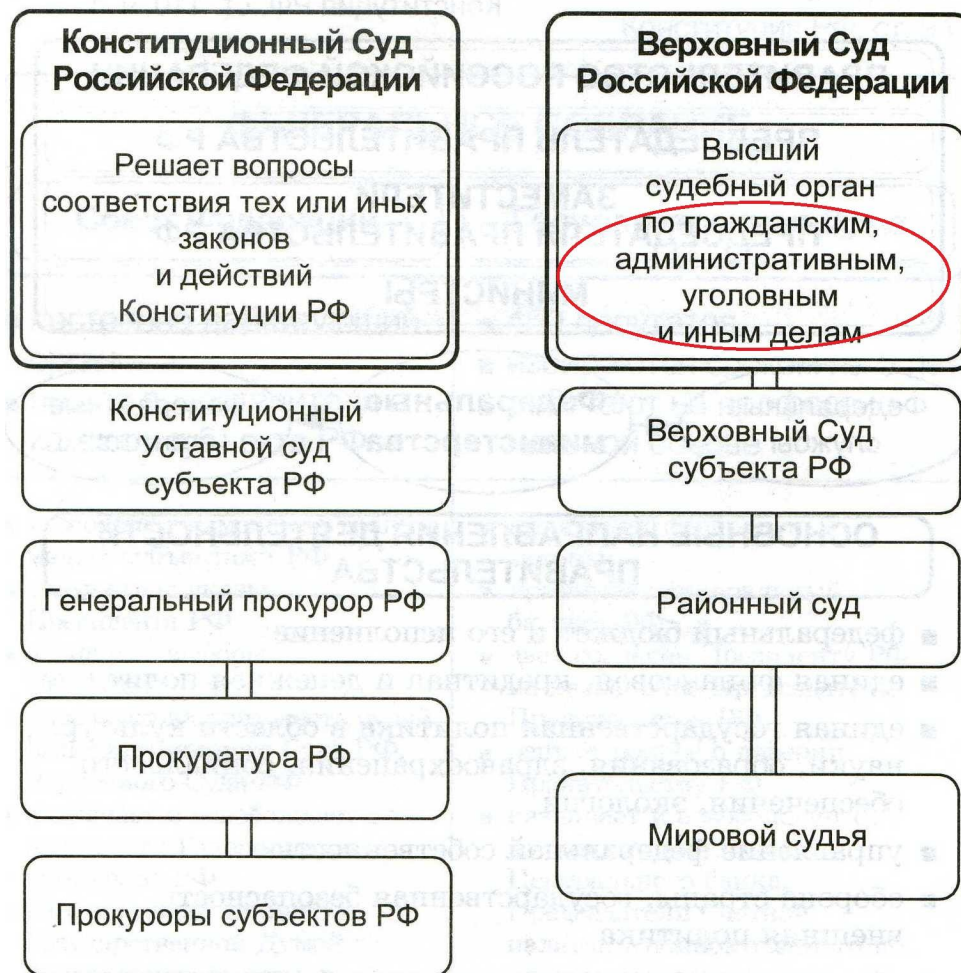 Конституционный Суд
Российской Федерации
Решает вопросы
соответствия тех или иных
законов
и действий
Конституции РФ
Конституционный
Уставной суд
субъекта РФ
Генеральный прокурор РФ
Прокуратура РФ
Прокуроры субъектов РФ
Верховный Суд
Российской Федерации
Высший
судебный орган
по гражданским,
административным,
уголовным
и иным делам
Верховный Суд
субъекта РФ
Районный суд
Мировой судья